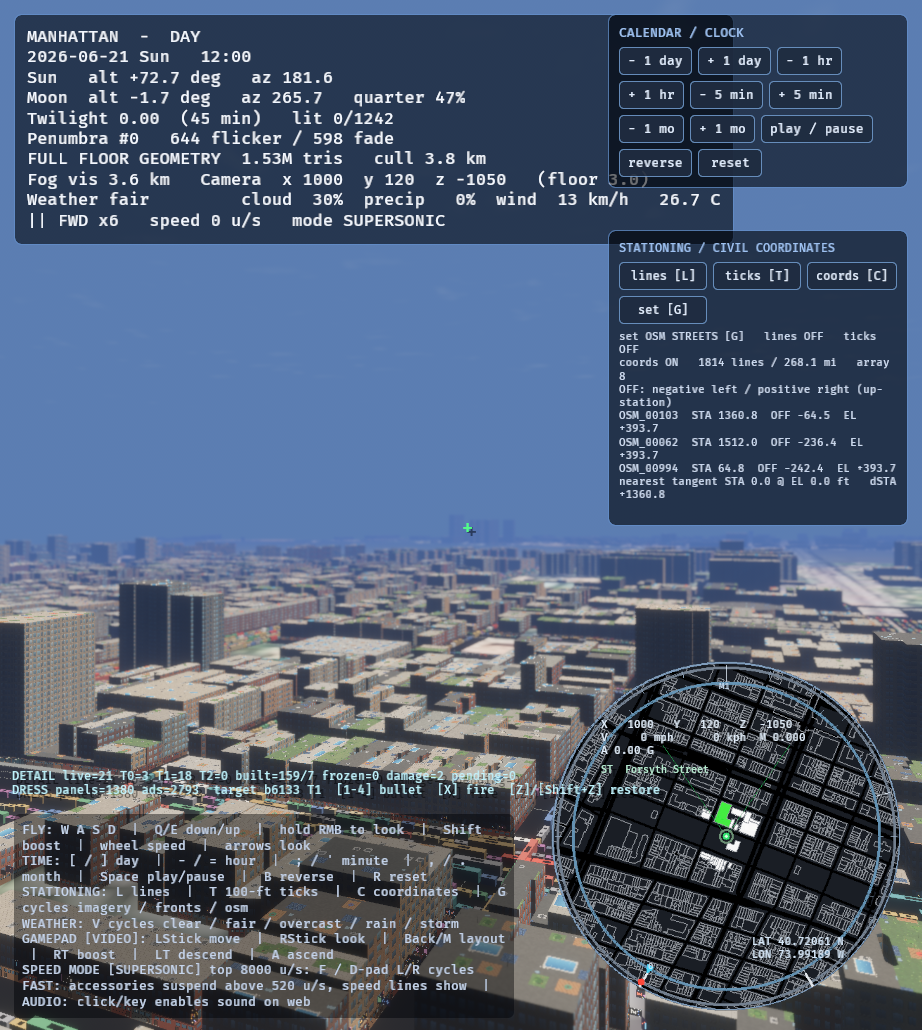 MANHATTAN - DAY
2026-06-21 Sun 12:00
Sun alt +72.7 deg az 181.6
Moon alt -1.7 deg az 265.7 quarter 47%
Twilight 0.00 (45 min) lit 0/1242
Penumbra #0 644 flicker / 598 fade
FULL FLOOR GEOMETRY 1.53M tris cull 3.8 km
Fog vis 3.6 km Camera x 1000 y 120 z -1050 (floor 3.0)
Weather fair cloud 30% precip 0% wind 13 km/h 26.7 C
|| FWD x6 speed 0 u/s mode SUPERSONIC
CALENDAR / CLOCK
- 1 day + 1 day - 1 hr
+ 1 hr - 5 min + 5 min
- 1 mo + 1 mo play / pause
reverse reset
STATIONING / CIVIL COORDINATES
lines [L] ticks [T] coords [C]
set [G]
set OSM STREETS [G] lines OFF ticks
OFF
coords ON 1814 lines / 268.1 mi array
8
OFF: negative left / positive right (up-
station)
OSM_00103 STA 1360.8 OFF -64.5 EL
+393.7
OSM_00062 STA 1512.0 OFF -236.4 EL
+393.7
OSM_00994 STA 64.8 OFF -242.4 EL +393.7
nearest tangent STA 0.0 @ EL 0.0 ft dSTA
+1360.8
X 1000 Y 120 Z -1050
V 0 mph 0 kph M 0.000
A 0.00 G
ST Forsyth Street
DETAIL live=21 T0=3 T1=18 T2=0 built=159/7 frozen=0 damage=2 pending=0
DRESS panels=1380 ads=2793 target b6133 T1 [1-4] bullet [X] fire [Z]/[Shift+Z] restore
FLY: W A S D | Q/E down/up | hold RMB to look | Shift
boost | wheel speed | arrows look
TIME: [ / ] day | - / = hour | ; / ' minute | , / .
month | Space play/pause | B reverse | R reset
STATIONING: L lines | T 100-ft ticks | C coordinates | G
cycles imagery / fronts / osm
WEATHER: V cycles clear / fair / overcast / rain / storm
GAMEPAD [VIDEO]: LStick move | RStick look | Back/M layout
| RT boost | LT descend | A ascend
SPEED MODE [SUPERSONIC] top 8000 u/s: F / D-pad L/R cycles
FAST: accessories suspend above 520 u/s, speed lines show |
AUDIO: click/key enables sound on web
LAT 40.72061 N
LON 73.99189 W